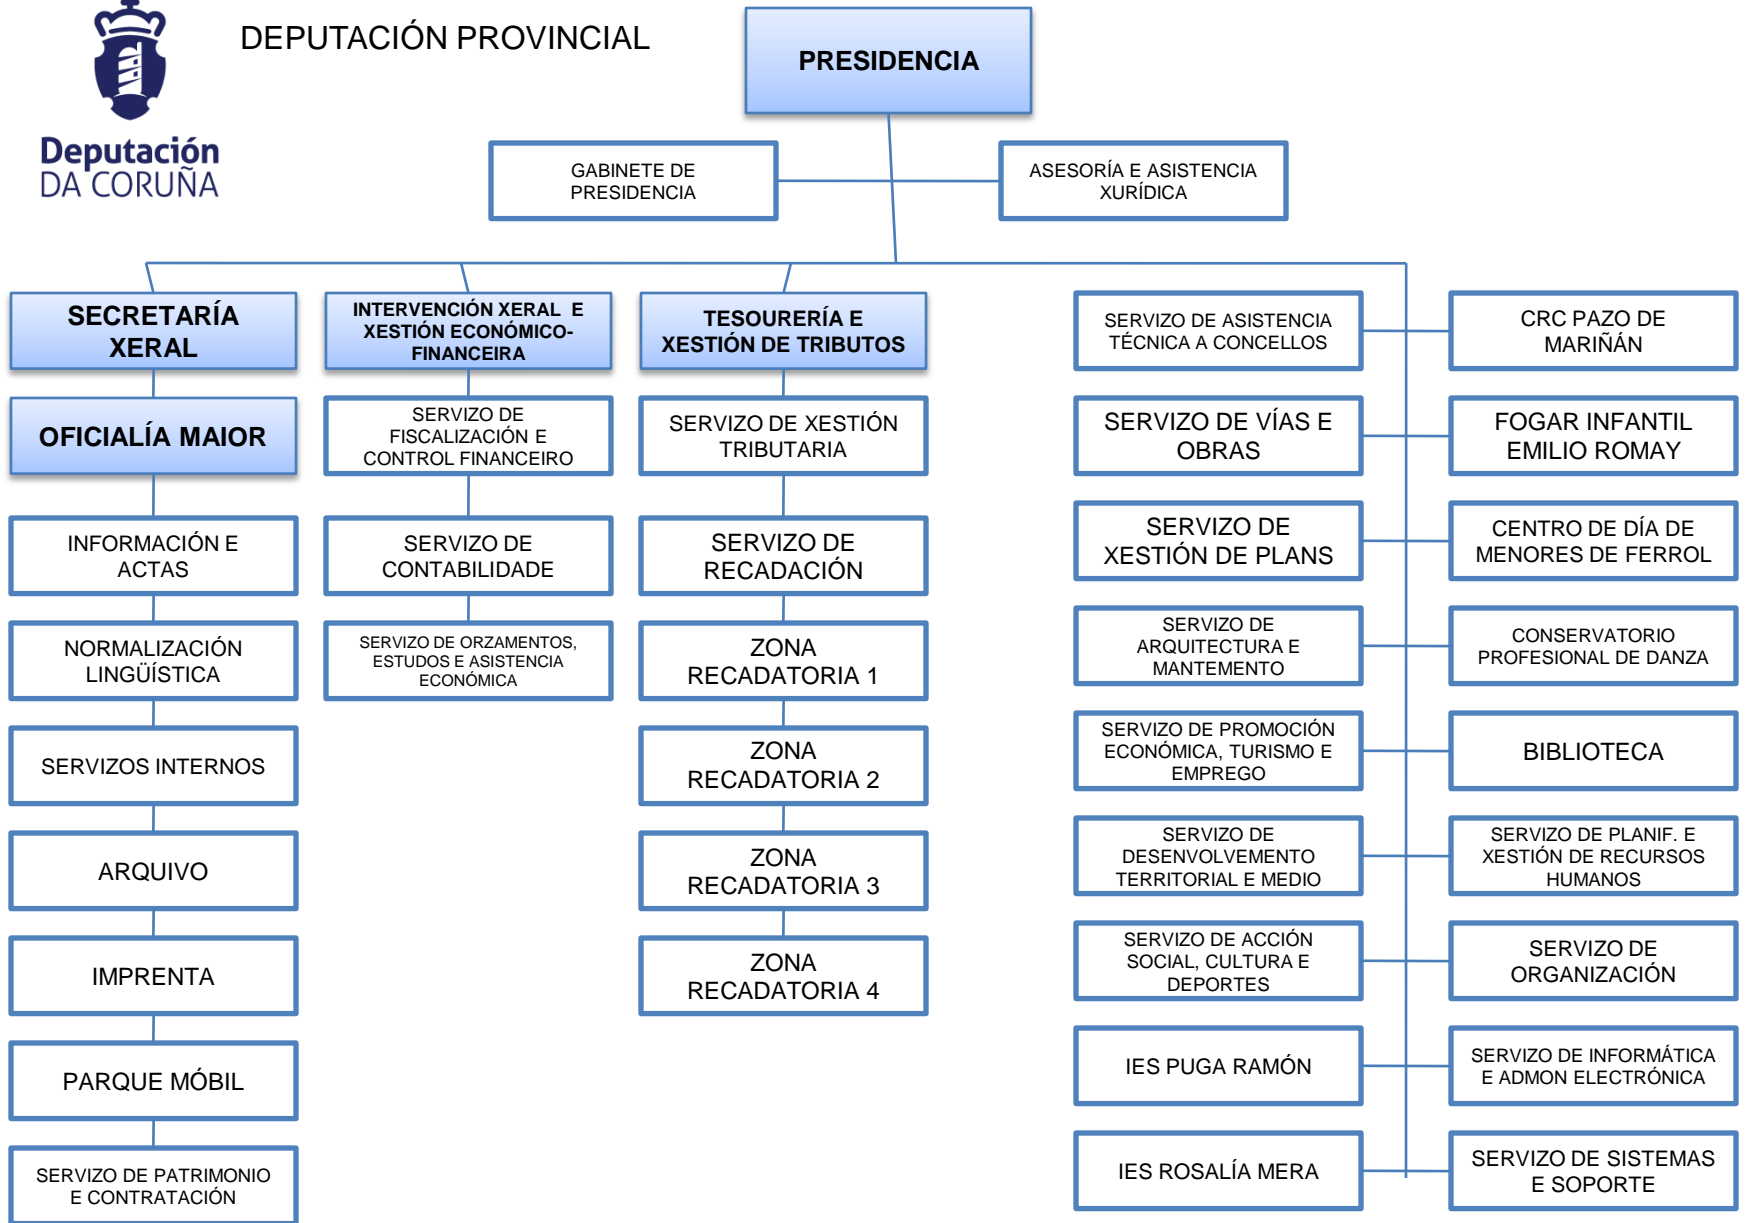 DEPUTACIÓN PROVINCIAL
Deputación
DA CORUÑA
PRESIDENCIA
GABINETE DE
PRESIDENCIA
ASESORÍA E ASISTENCIA
XURÍDICA
SECRETARÍA
XERAL
OFICIALÍA MAIOR
INFORMACIÓN E
ACTAS
NORMALIZACIÓN
LINGÜÍSTICA
SERVIZOS INTERNOS
ARQUIVO
IMPRENTA
PARQUE MÓBIL
SERVIZO DE PATRIMONIO
E CONTRATACIÓN
INTERVENCIÓN XERAL E
XESTIÓN ECONÓMICO-
FINANCEIRA
SERVIZO DE
FISCALIZACIÓN E
CONTROL FINANCEIRO
SERVIZO DE
CONTABILIDADE
SERVIZO DE ORZAMENTOS,
ESTUDOS E ASISTENCIA
ECONÓMICA
TESOURERÍA E
XESTIÓN DE TRIBUTOS
SERVIZO DE XESTIÓN
TRIBUTARIA
SERVIZO DE
RECADACIÓN
ZONA
RECADATORIA 1
ZONA
RECADATORIA 2
ZONA
RECADATORIA 3
ZONA
RECADATORIA 4
SERVIZO DE ASISTENCIA
TÉCNICA A CONCELLOS
SERVIZO DE VÍAS E
OBRAS
SERVIZO DE
XESTIÓN DE PLANS
SERVIZO DE
ARQUITECTURA E
MANTEMENTO
SERVIZO DE PROMOCIÓN
ECONÓMICA, TURISMO E
EMPREGO
SERVIZO DE
DESENVOLVEMENTO
TERRITORIAL E MEDIO
SERVIZO DE ACCIÓN
SOCIAL, CULTURA E
DEPORTES
IES PUGA RAMÓN
IES ROSALÍA MERA
CRC PAZO DE
MARIÑÁN
FOGAR INFANTIL
EMILIO ROMAY
CENTRO DE DÍA DE
MENORES DE FERROL
CONSERVATORIO
PROFESIONAL DE DANZA
BIBLIOTECA
SERVIZO DE PLANIF. E
XESTIÓN DE RECURSOS
HUMANOS
SERVIZO DE
ORGANIZACIÓN
SERVIZO DE INFORMÁTICA
E ADMON ELECTRÓNICA
SERVIZO DE SISTEMAS
E SOPORTE